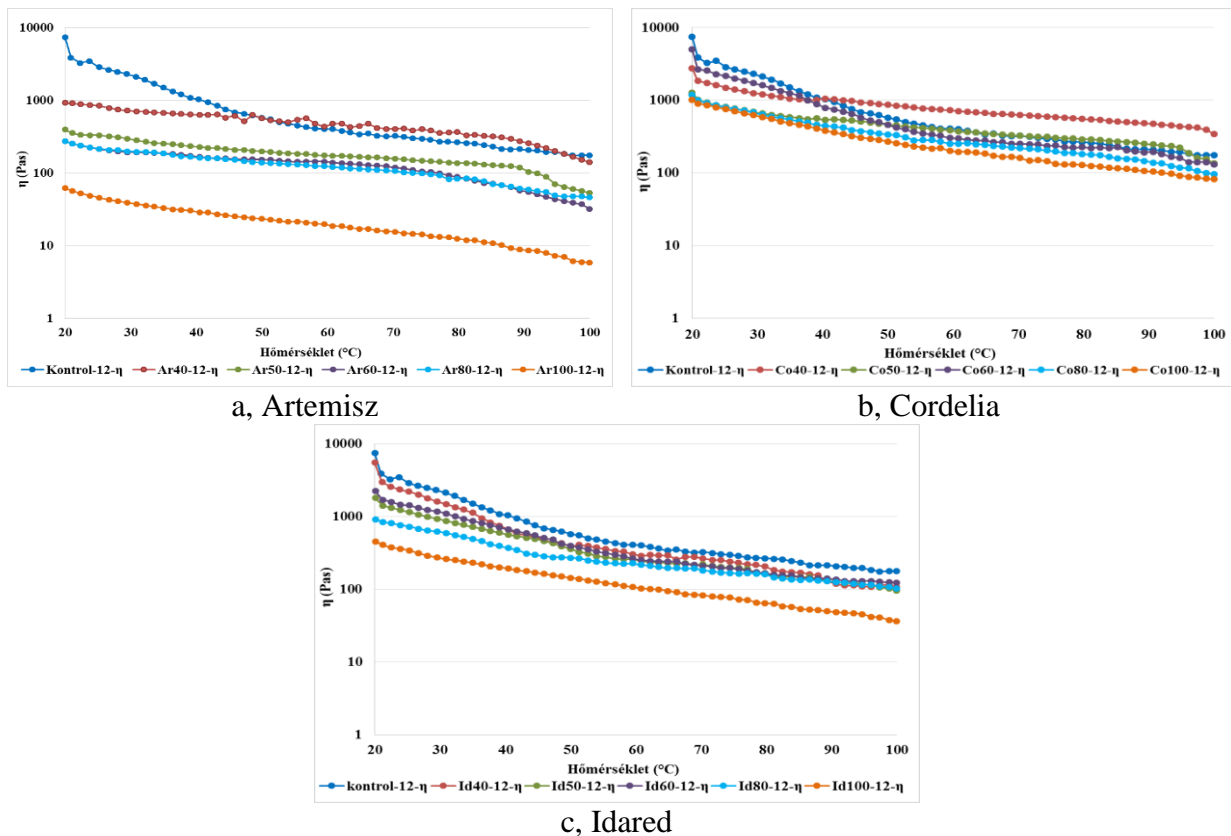 10000
1000
100
10
1
η (Pas)
20 30 40 50 60 70 80 90 100
Hőmérséklet (°C)
Kontrol-12-η Ar40-12-η Ar50-12-η Ar60-12-η Ar80-12-η Ar100-12-η
a, Artemisz
10000
1000
100
10
1
η (Pas)
20 30 40 50 60 70 80 90 100
Hőmérséklet (°C)
Kontrol-12-η Co40-12-η Co50-12-η Co60-12-η Co80-12-η Co100-12-η
b, Cordelia
10000
1000
100
10
1
η (Pas)
20 30 40 50 60 70 80 90 100
Hőmérséklet (°C)
kontrol-12-η Id40-12-η Id50-12-η Id60-12-η Id80-12-η Id100-12-η
c, Idared